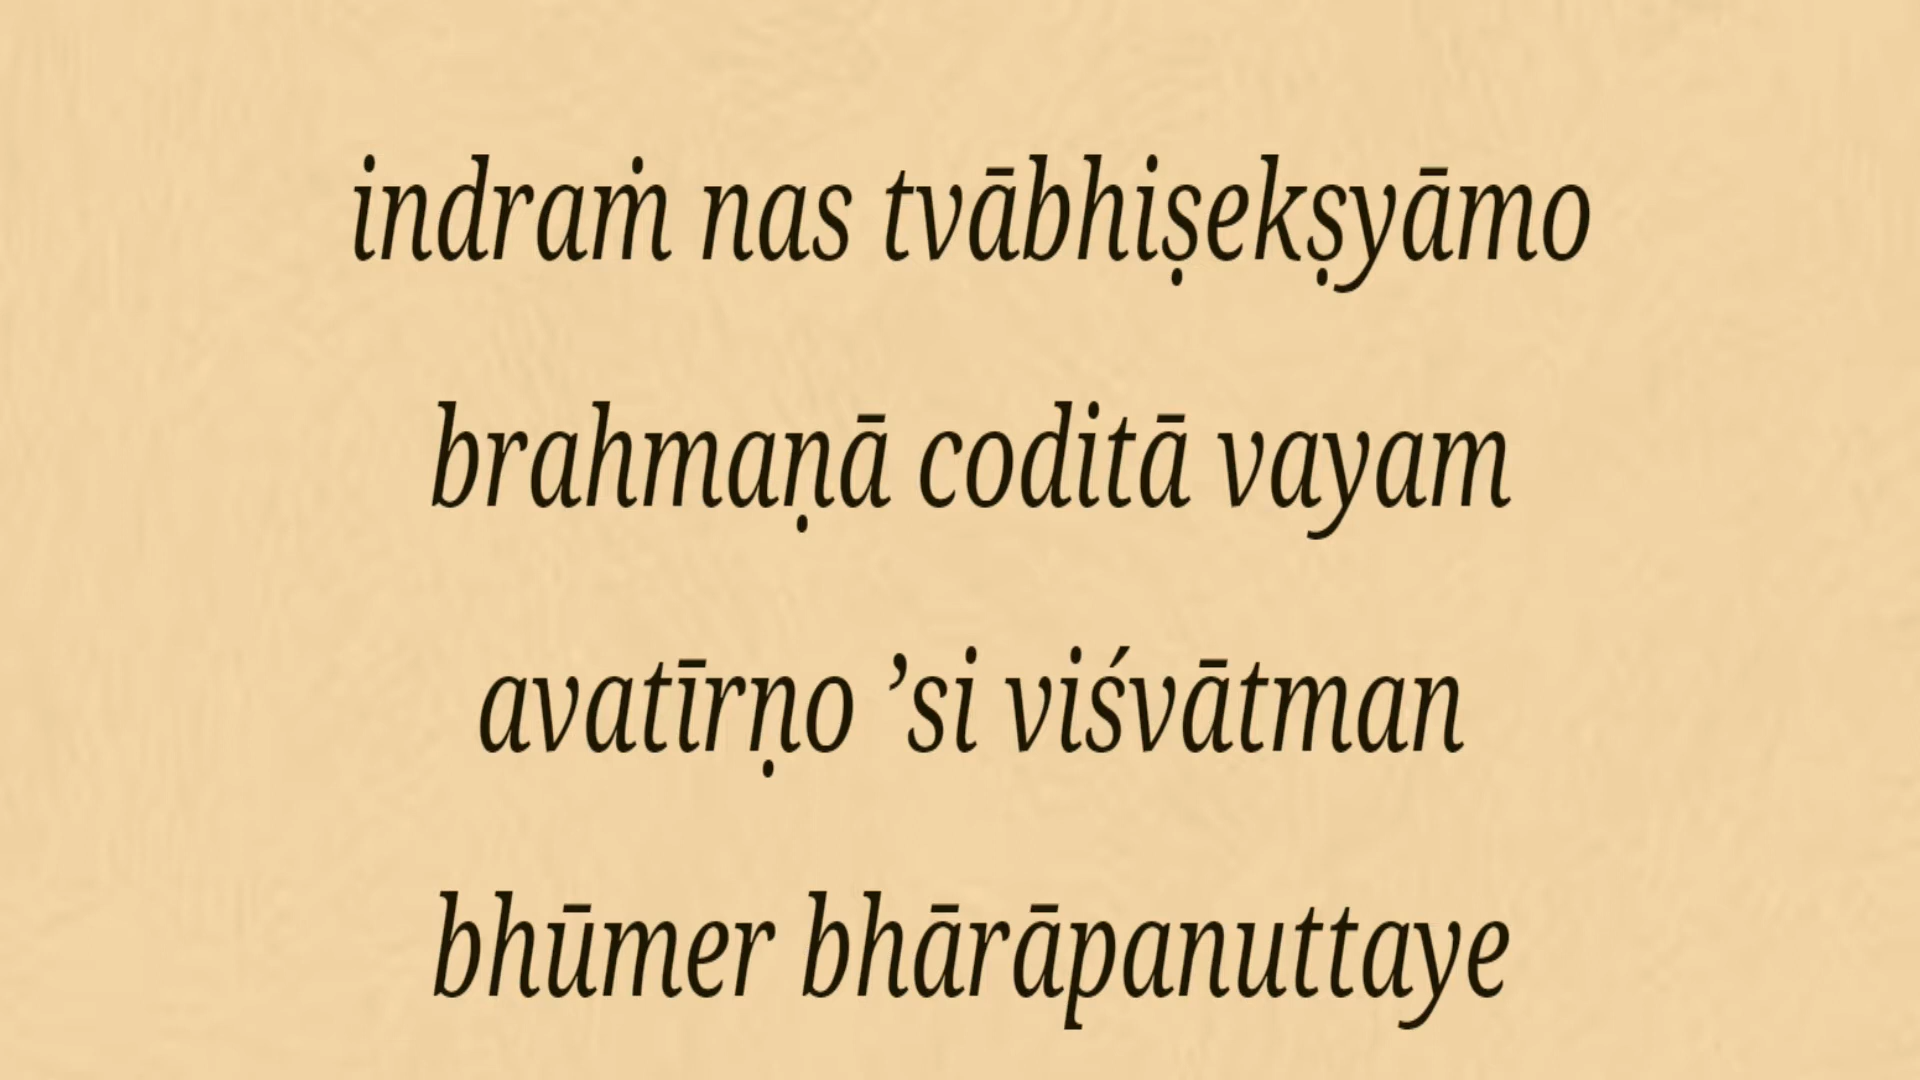 indraṁ nas tvābhiṣekṣyāmo
brahmaṇā coditā vayam
avatīrṇo ’si viśvātman
bhūmer bhārāpanuttaye